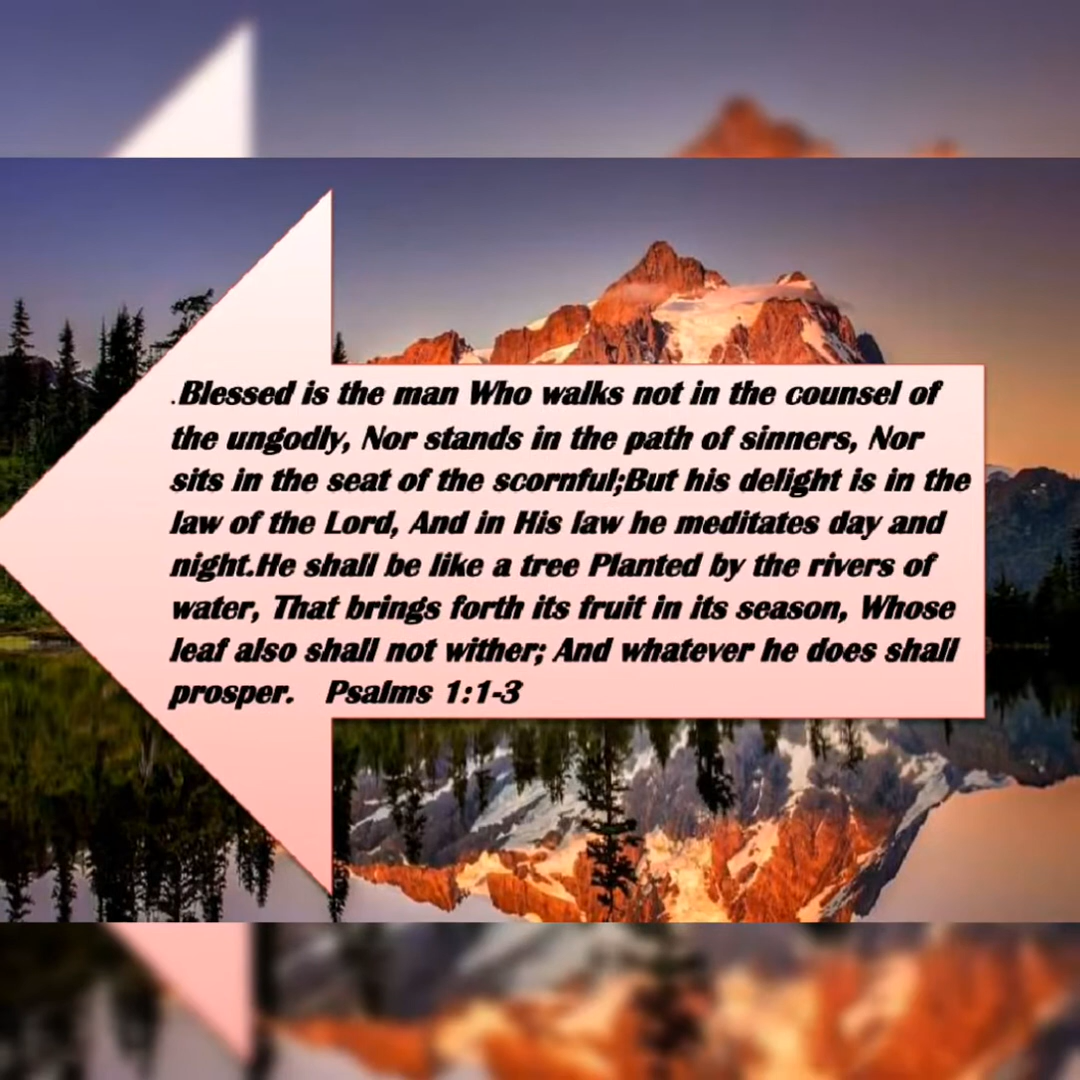 .Blessed is the man Who walks not in the counsel of
the ungodly, Nor stands in the path of sinners, Nor
sits in the seat of the scornful;But his delight is in the
law of the Lord, And in His law he meditates day and
night.He shall be like a tree Planted by the rivers of
water, That brings forth its fruit in its season, Whose
leaf also shall not wither; And whatever he does shall
prosper.    Psalms 1:1-3